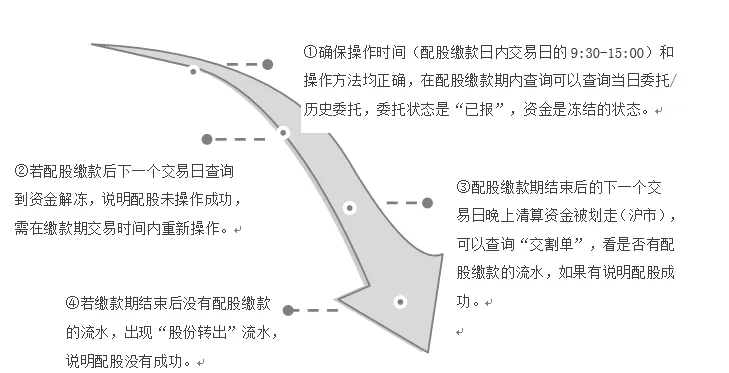 ①确保操作时间（配股缴款日内交易日的9:30-15:00）和
操作方法均正确，在配股缴款期内查询可以查询当日委托/
历史委托，委托状态是“已报”，资金是冻结的状态。
②若配股缴款后下一个交易日查询
到资金解冻，说明配股未操作成功，
需在缴款期交易时间内重新操作。
③配股缴款期结束后的下一个交
易日晚上清算资金被划走（沪市），
可以查询“交割单”，看是否有配
股缴款的流水，如果有说明配股成
功。
④若缴款期结束后没有配股缴款
的流水，出现“股份转出”流水，
说明配股没有成功。